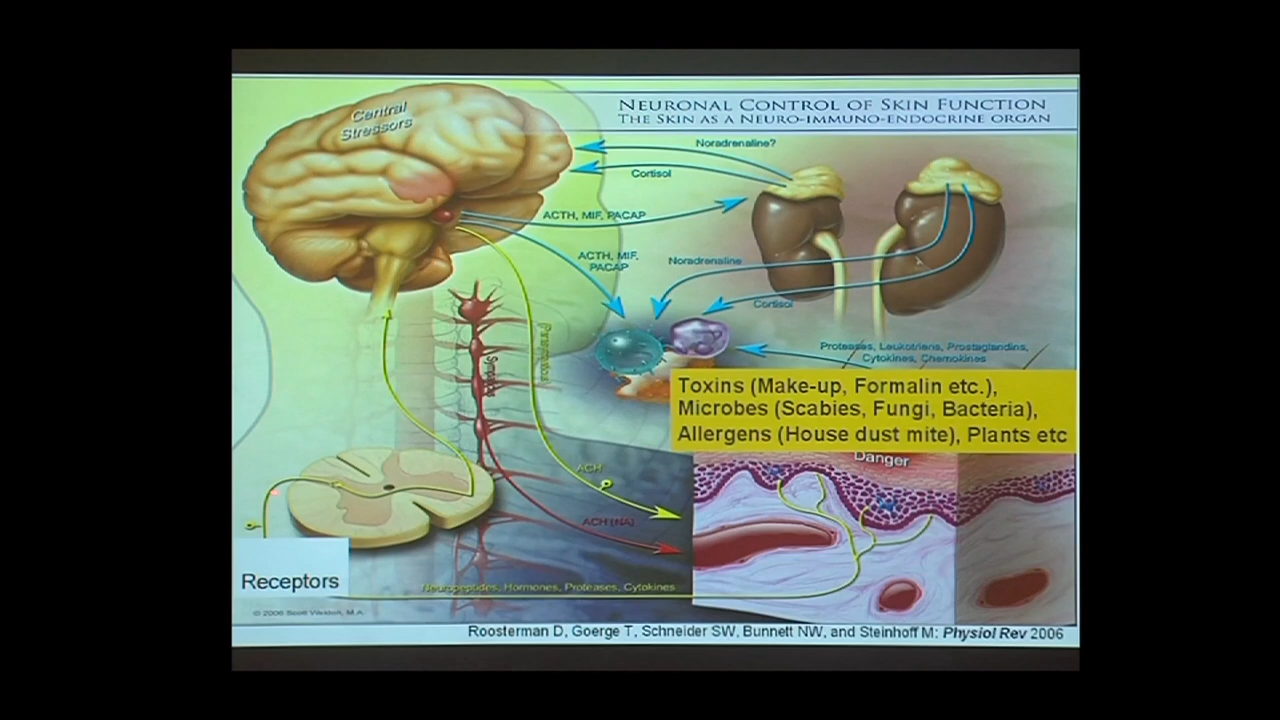 NEURONAL CONTROL OF SKIN FUNCTION
THE SKIN AS A NEURO-IMMUNO-ENDOCRINE ORGAN
Central
Stressors
Noradrenaline?
Cortisol
ACTH, MIF, PACAP
ACTH, MIF,
PACAP
Noradrenaline
Cortisol
Proteases, Leukotriens, Prostaglandins,
Cytokines, Chemokines
Toxins (Make-up, Formalin etc.),
Microbes (Scabies, Fungi, Bacteria),
Allergens (House dust mite), Plants etc
Danger
ACH
ACH (NA)
Receptors
Neuropeptides, Hormones, Proteases, Cytokines
© 2006 Scott Weldon, M.A.
Roosterman D, Goerge T, Schneider SW, Bunnett NW, and Steinhoff M: Physiol Rev 2006